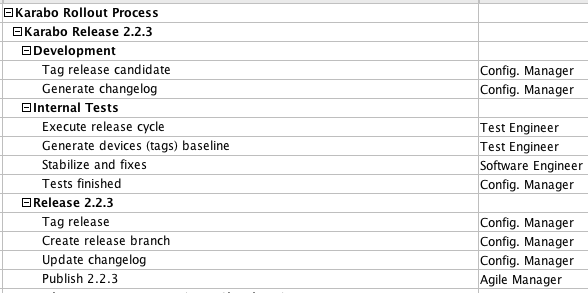 Karabo Rollout Process
Karabo Release 2.2.3
Development
Tag release candidate Config. Manager
Generate changelog Config. Manager
Internal Tests
Execute release cycle Test Engineer
Generate devices (tags) baseline Test Engineer
Stabilize and fixes Software Engineer
Tests finished Config. Manager
Release 2.2.3
Tag release Config. Manager
Create release branch Config. Manager
Update changelog Config. Manager
Publish 2.2.3 Agile Manager